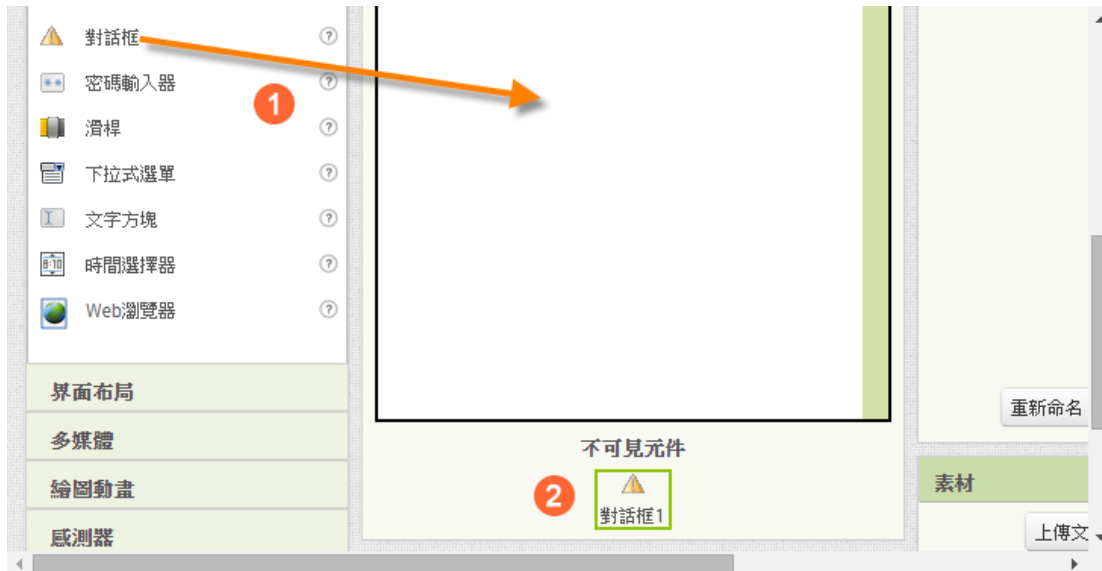 對話框
密碼輸入器
滑桿
下拉式選單
文字方塊
時間選擇器
Web瀏覽器
界面布局
多媒體
繪圖動畫
感測器
1
不可見元件
2
對話框1
重新命名
素材
上傳文